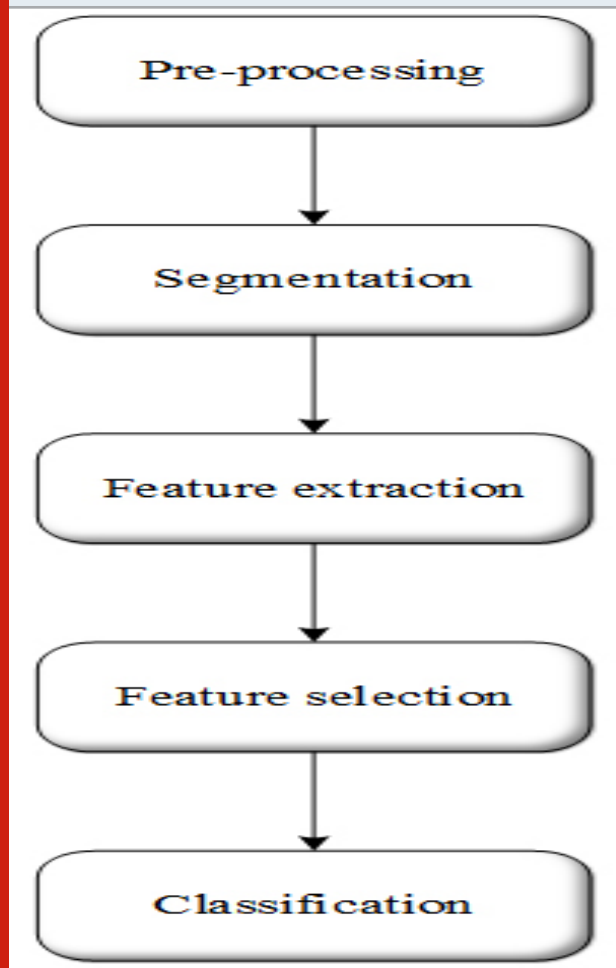 Pre-processing
Segmentation
Feature extraction
Feature selection
Classification